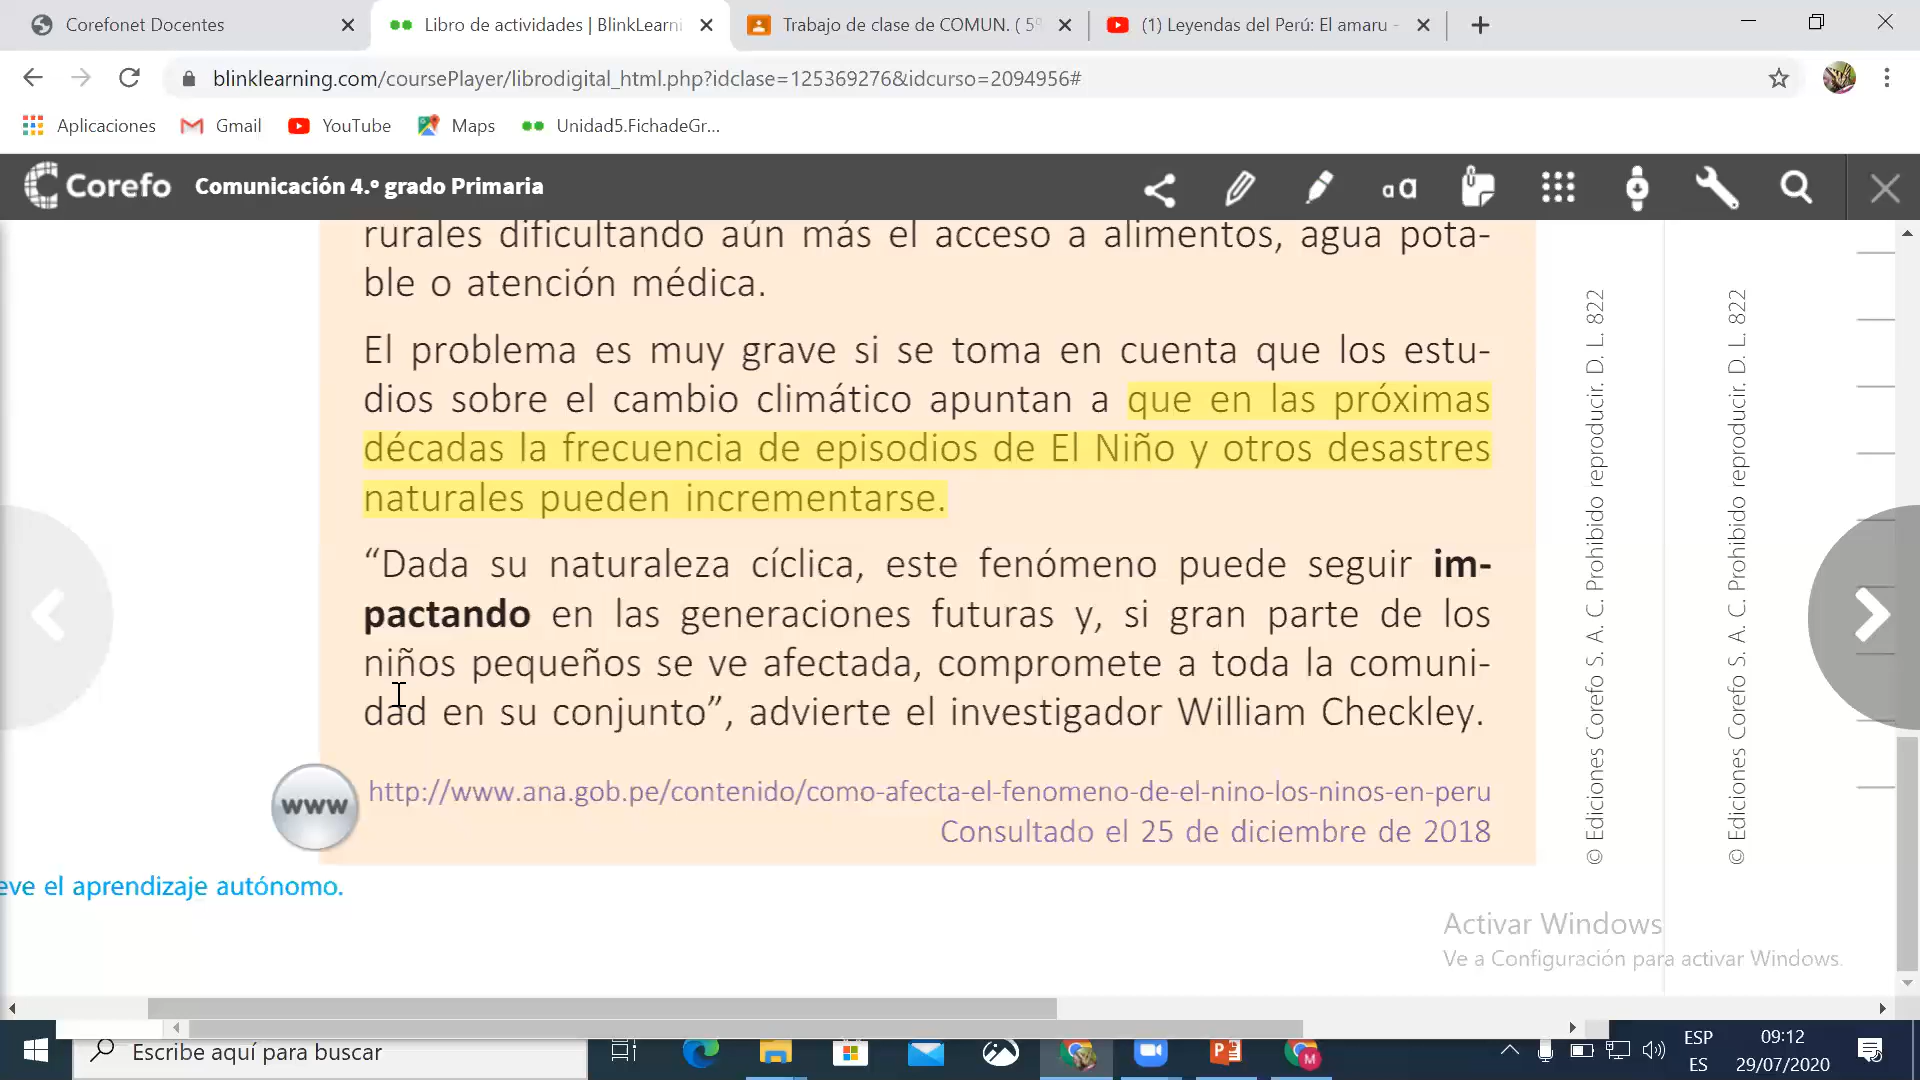 Corefonet Docentes
Libro de actividades | BlinkLearni
Trabajo de clase de COMUN. ( 5º
(1) Leyendas del Perú: El amaru -
blinklearning.com/coursePlayer/librodigital_html.php?idclase=125369276&idcurso=2094956#
Aplicaciones
Gmail
YouTube
Maps
Unidad5.FichadeGr...
Corefo
Comunicación 4.º grado Primaria
aa
rurales dificultando aún más el acceso a alimentos, agua pota-
ble o atención médica.
El problema es muy grave si se toma en cuenta que los estu-
dios sobre el cambio climático apuntan a que en las próximas
décadas la frecuencia de episodios de El Niño y otros desastres
naturales pueden incrementarse.
“Dada su naturaleza cíclica, este fenómeno puede seguir im-
pactando en las generaciones futuras y, si gran parte de los
niños pequeños se ve afectada, compromete a toda la comuni-
dad en su conjunto”, advierte el investigador William Checkley.
www
http://www.ana.gob.pe/contenido/como-afecta-el-fenomeno-de-el-nino-los-ninos-en-peru
Consultado el 25 de diciembre de 2018
eve el aprendizaje autónomo.
© Ediciones Corefo S. A. C. Prohibido reproducir. D. L. 822
© Ediciones Corefo S. A. C. Prohibido reproducir. D. L. 822
Activar Windows
Ve a Configuración para activar Windows.
Escribe aquí para buscar
ESP
ES
09:12
29/07/2020